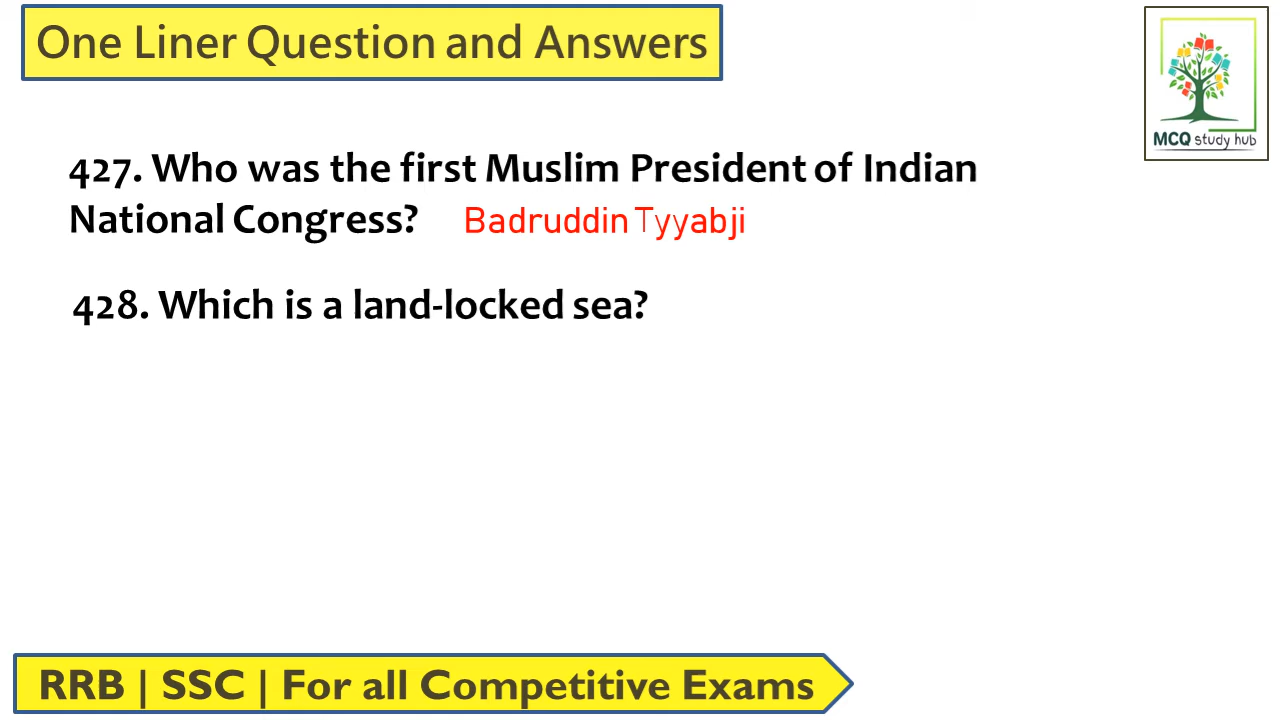 One Liner Question and Answers
MCQ study hub
427. Who was the first Muslim President of Indian
National Congress? Badruddin Tyyabji
428. Which is a land-locked sea?
RRB | SSC | For all Competitive Exams